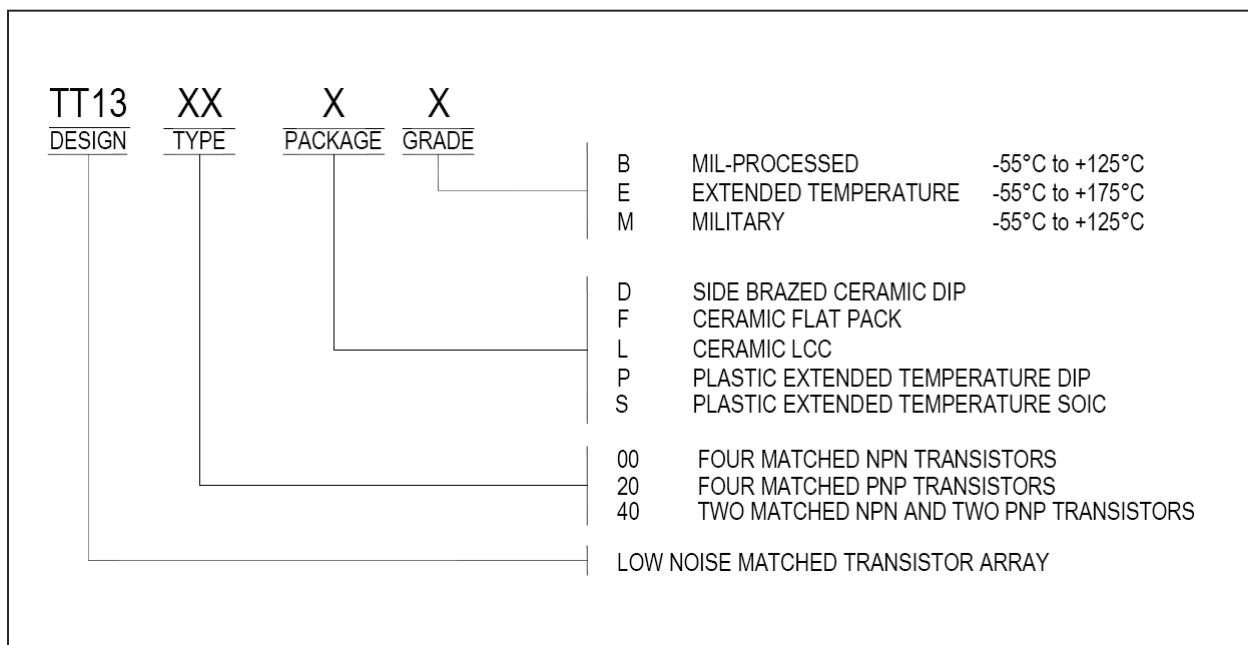 TT13 XX X X
DESIGN TYPE PACKAGE GRADE
B MIL-PROCESSED -55°C to +125°C
E EXTENDED TEMPERATURE -55°C to +175°C
M MILITARY -55°C to +125°C
D SIDE BRAZED CERAMIC DIP
F CERAMIC FLAT PACK
L CERAMIC LCC
P PLASTIC EXTENDED TEMPERATURE DIP
S PLASTIC EXTENDED TEMPERATURE SOIC
00 FOUR MATCHED NPN TRANSISTORS
20 FOUR MATCHED PNP TRANSISTORS
40 TWO MATCHED NPN AND TWO PNP TRANSISTORS
LOW NOISE MATCHED TRANSISTOR ARRAY